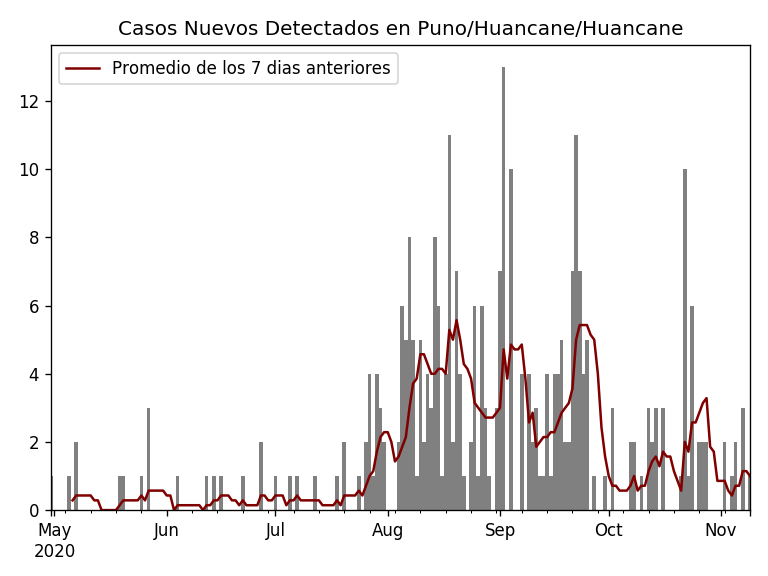 Casos Nuevos Detectados en Puno/Huancane/Huancane
Promedio de los 7 dias anteriores
12
10
8
6
4
2
0
May Jun Jul Aug Sep Oct Nov
2020